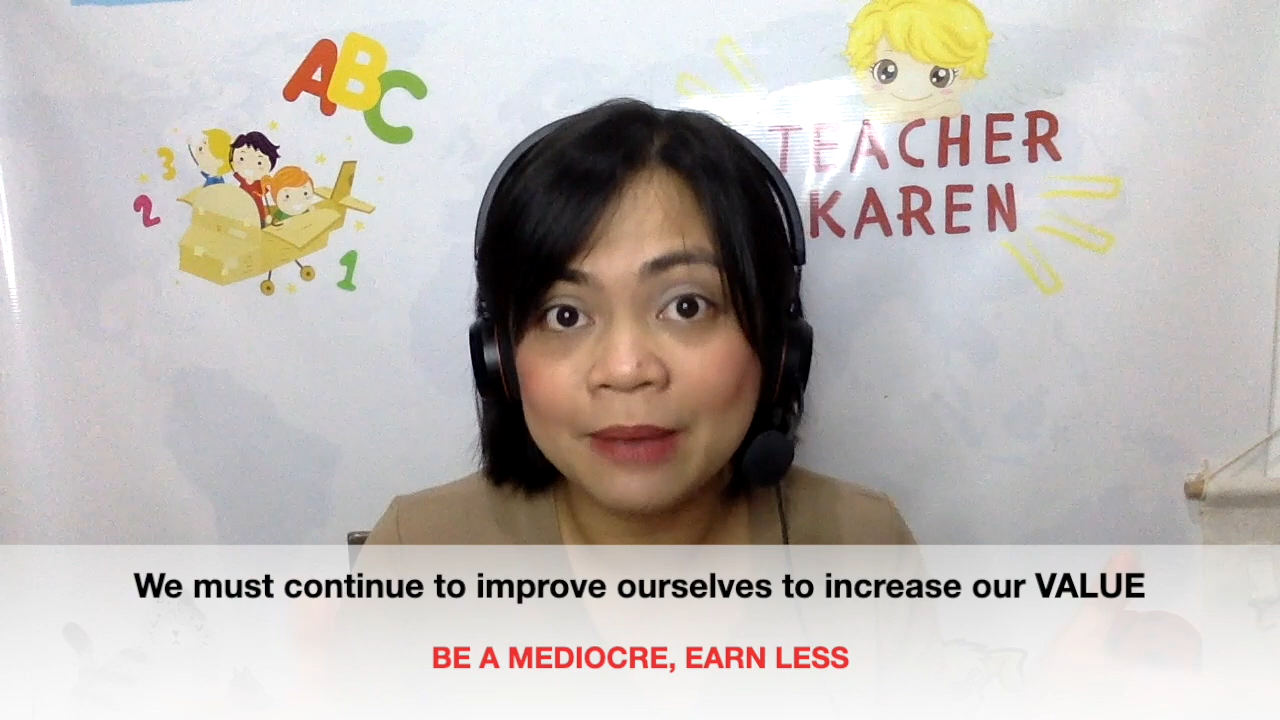 ABC
3
2
1
TEACHER
KAREN
We must continue to improve ourselves to increase our VALUE
BE A MEDIOCRE, EARN LESS